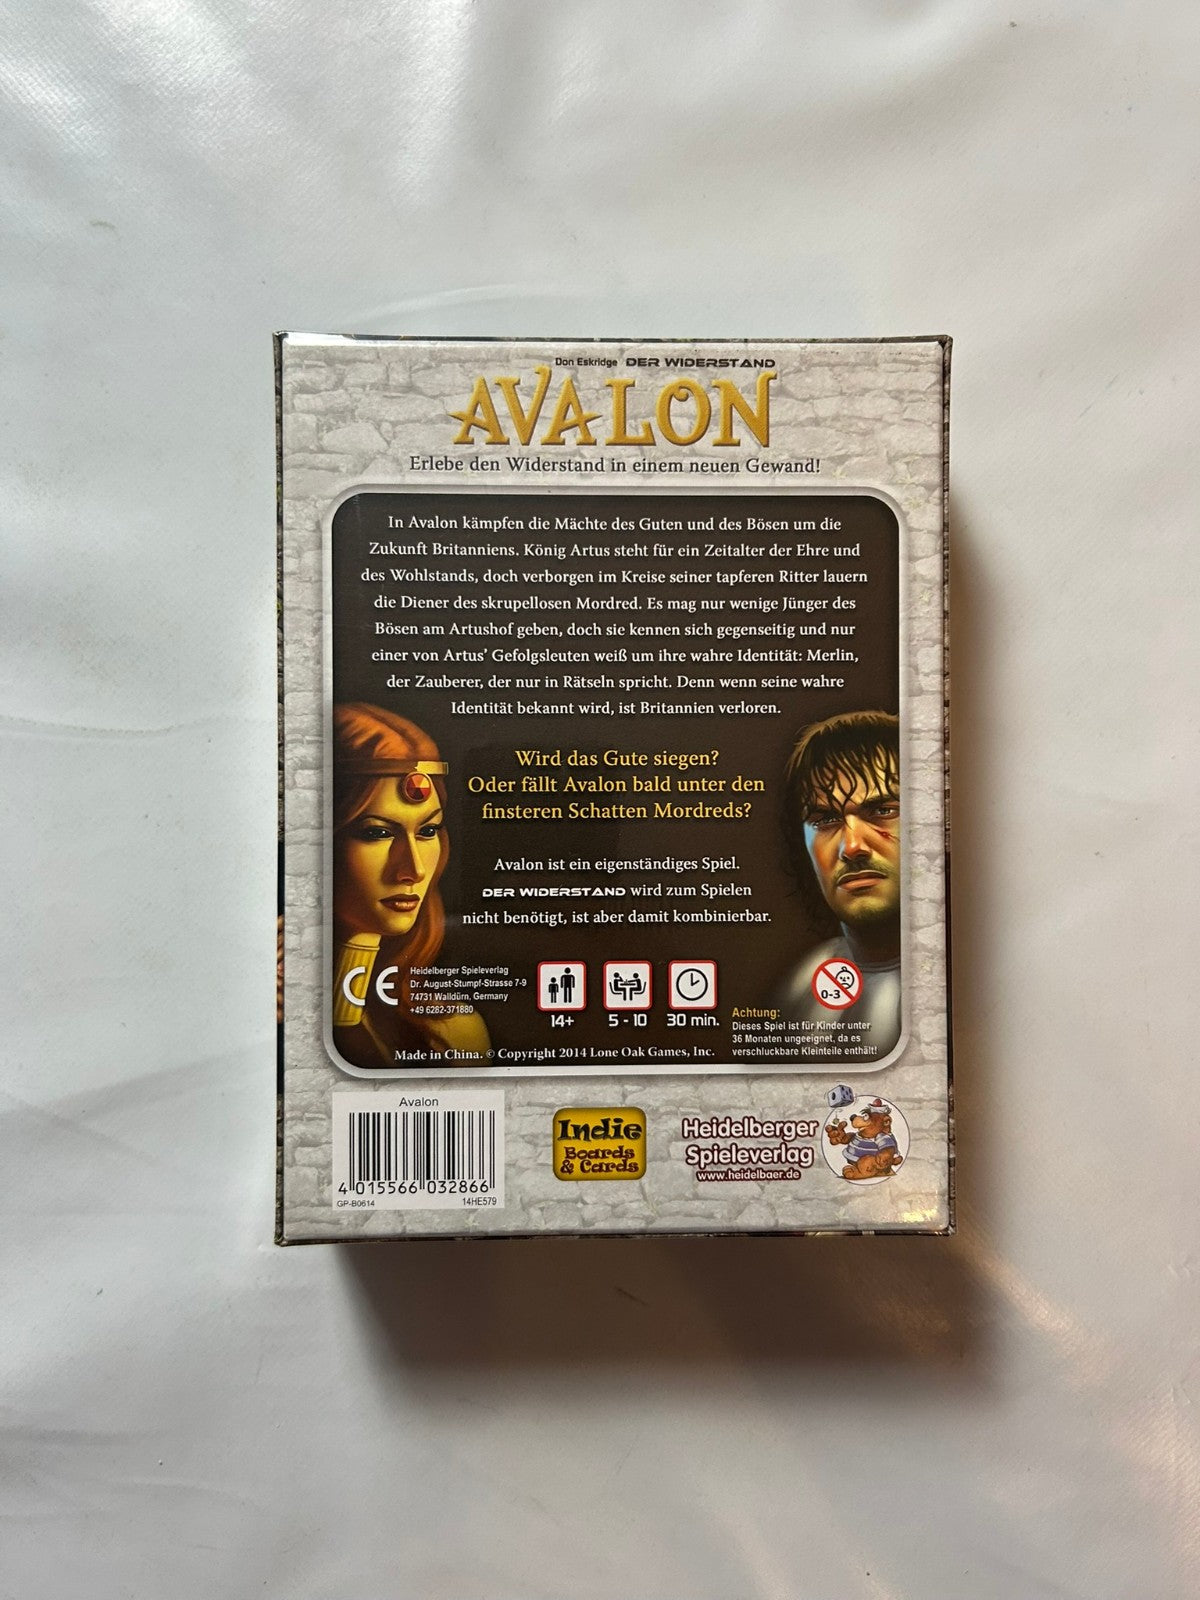 Don Eskridge DER WIDERSTAND
AVALON
Erlebe den Widerstand in einem neuen Gewand!
In Avalon kämpfen die Mächte des Guten und des Bösen um die
Zukunft Britanniens. König Artus steht für ein Zeitalter der Ehre und
des Wohlstands, doch verborgen im Kreise seiner tapferen Ritter lauern
die Diener des skrupellosen Mordred. Es mag nur wenige Jünger des
Bösen am Artushof geben, doch sie kennen sich gegenseitig und nur
einer von Artus' Gefolgsleuten weiß um ihre wahre Identität: Merlin,
der Zauberer, der nur in Rätseln spricht. Denn wenn seine wahre
Identität bekannt wird, ist Britannien verloren.
Wird das Gute siegen?
Oder fällt Avalon bald unter den
finsteren Schatten Mordreds?
Avalon ist ein eigenständiges Spiel.
DER WIDERSTAND wird zum Spielen
nicht benötigt, ist aber damit kombinierbar.
CE
Heidelberger Spieleverlag
Dr. August-Stumpf-Strasse 7-9
74731 Walldürn, Germany
+49 6282-371880
14+
5 - 10
30 min.
0-3
Achtung:
Dieses Spiel ist für Kinder unter
36 Monaten ungeeignet, da es
verschluckbare Kleinteile enthält!
Made in China. © Copyright 2014 Lone Oak Games, Inc.
Avalon
4 015566 032866
GP-B0614
14HE579
Indie
Boards
& Cards
Heidelberger
Spieleverlag
www.heidelbaer.de